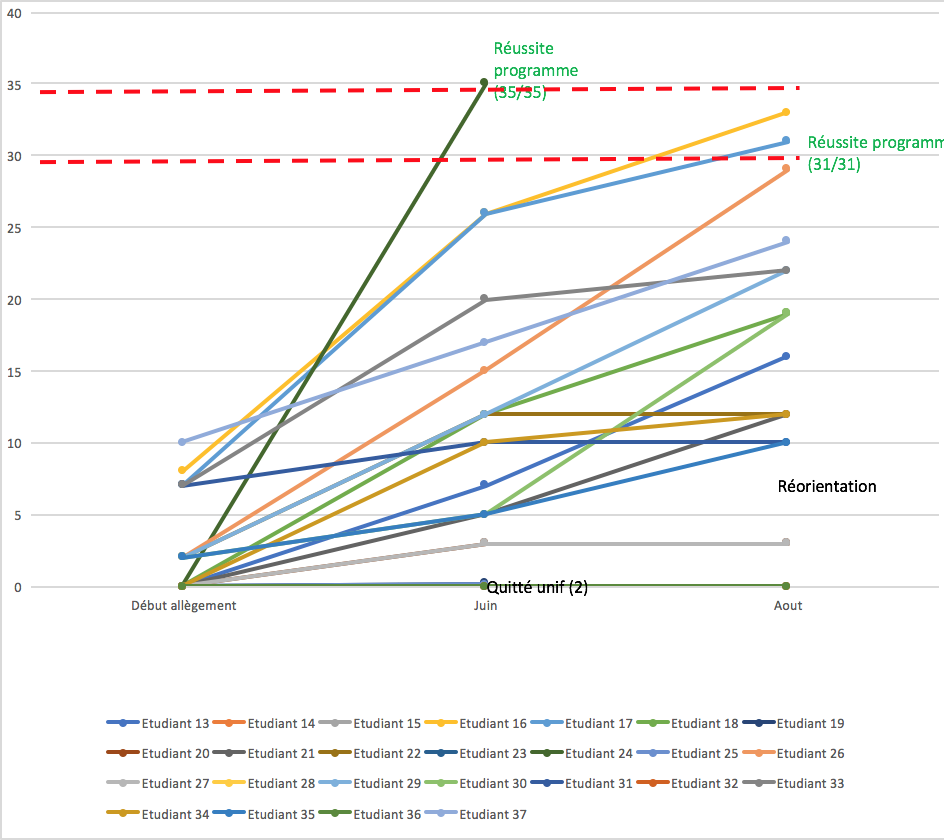 40
Réussite
programme
(35/35)
35
Réussite programm
(31/31)
30
25
20
15
10
Réorientation
5
0
Quitté unif (2)
Début allègement Juin Aout
Etudiant 13 Etudiant 14 Etudiant 15 Etudiant 16 Etudiant 17 Etudiant 18 Etudiant 19
Etudiant 20 Etudiant 21 Etudiant 22 Etudiant 23 Etudiant 24 Etudiant 25 Etudiant 26
Etudiant 27 Etudiant 28 Etudiant 29 Etudiant 30 Etudiant 31 Etudiant 32 Etudiant 33
Etudiant 34 Etudiant 35 Etudiant 36 Etudiant 37